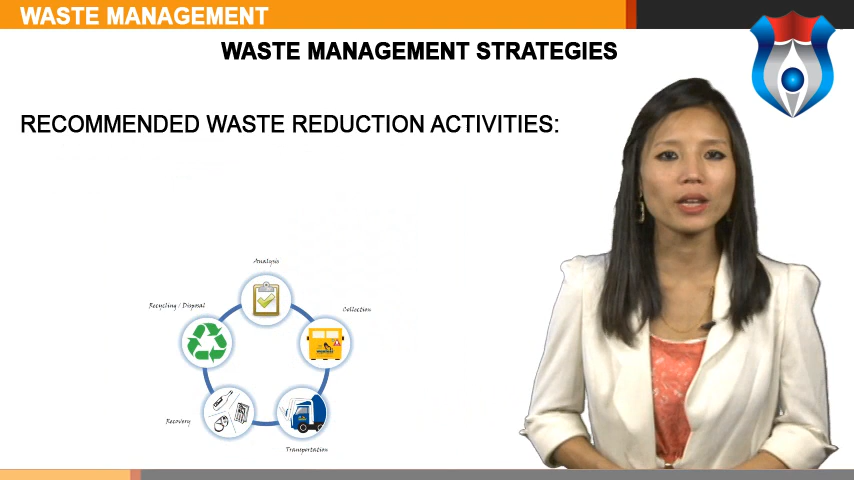 WASTE MANAGEMENT
WASTE MANAGEMENT STRATEGIES
RECOMMENDED WASTE REDUCTION ACTIVITIES:
Analysis
Recycling / Disposal
Collection
Recovery
Transportation